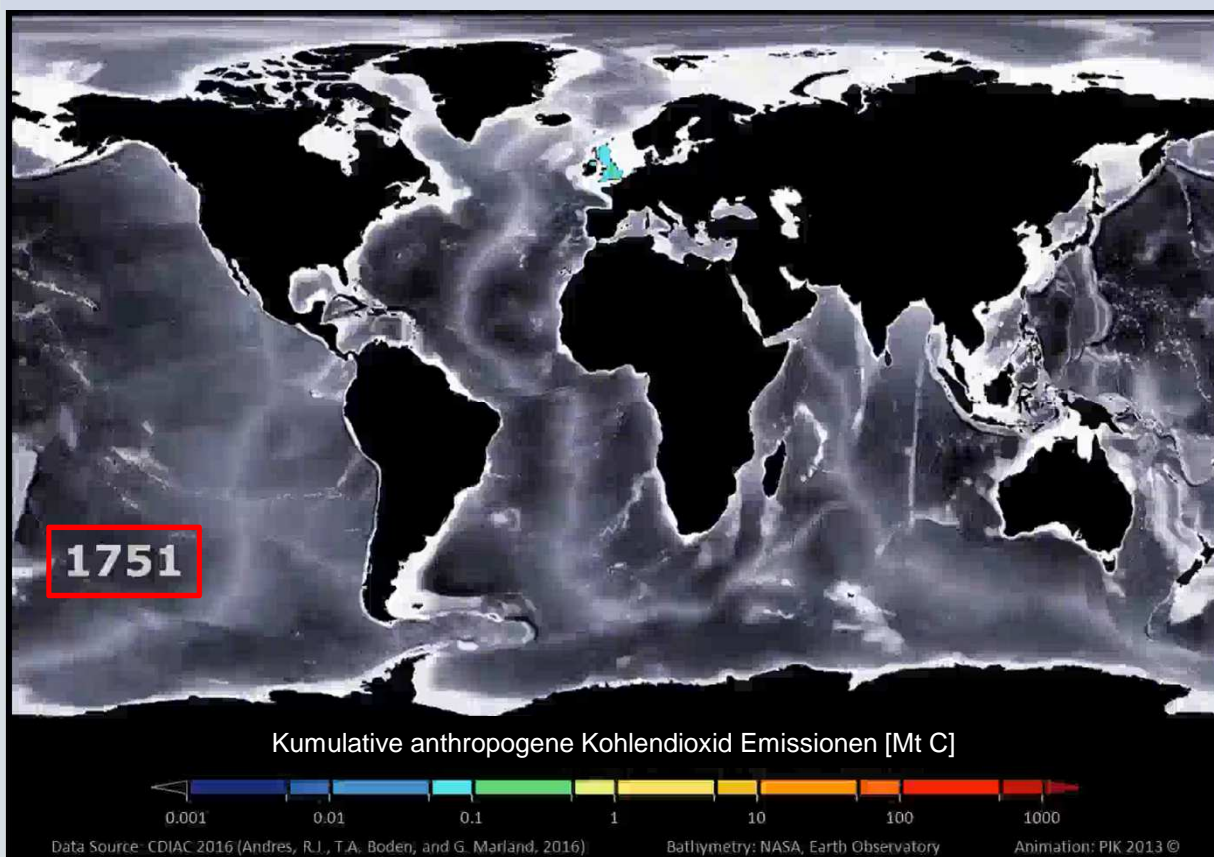 1751
Kumulative anthropogene Kohlendioxid Emissionen [Mt C]
0.001 0.01 0.1 1 10 100 1000
Data Source: CDIAC 2016 (Andres, R.J., T.A. Boden, and G. Marland, 2016) Bathymetry: NASA, Earth Observatory Animation: PIK 2013 ©